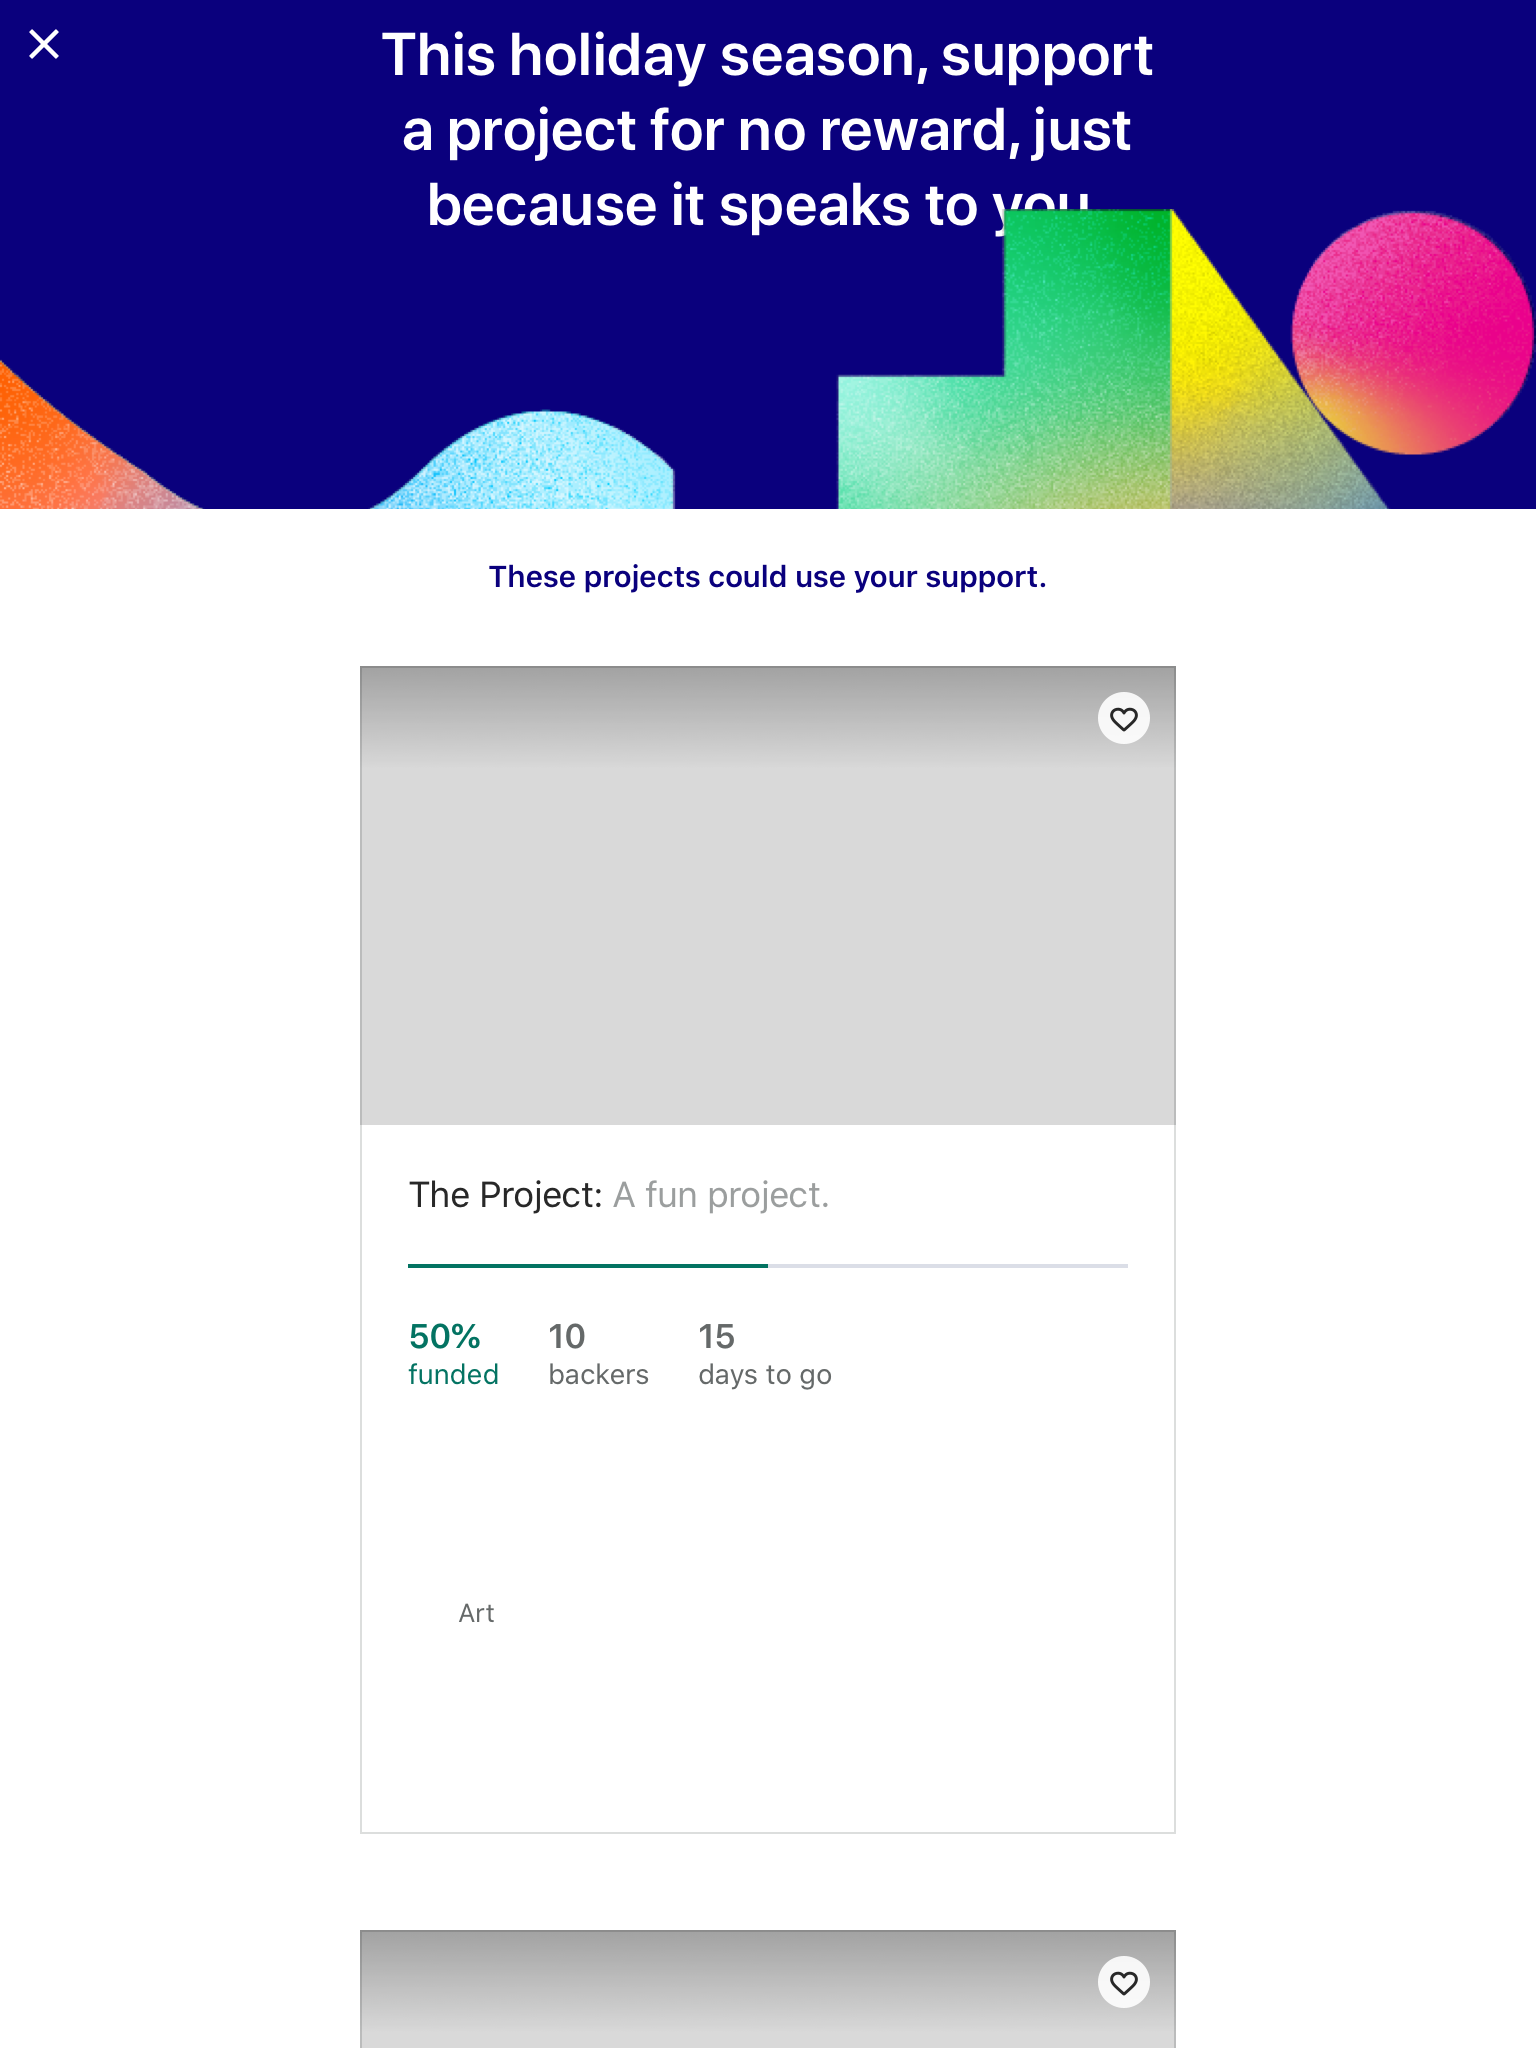 This holiday season, support
a project for no reward, just
because it speaks to you
These projects could use your support.
The Project: A fun project.
50% 10 15
funded backers days to go
Art